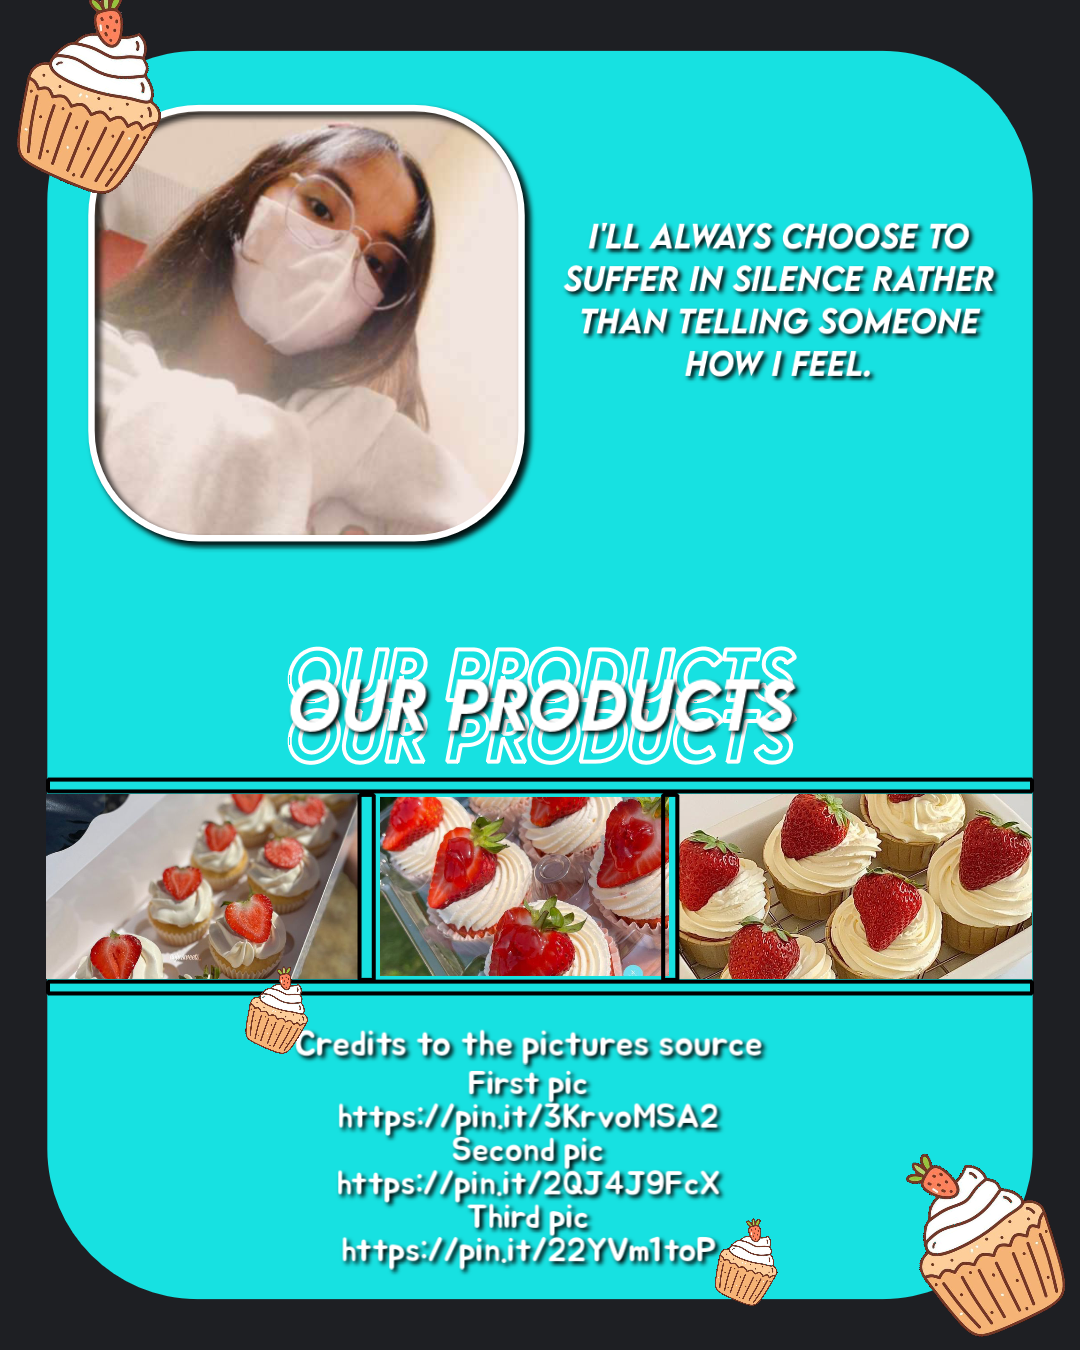 I'LL ALWAYS CHOOSE TO
SUFFER IN SILENCE RATHER
THAN TELLING SOMEONE
HOW I FEEL.
OUR PRODUCTS
OUR PRODUCTS
OUR PRODUCTS
Credits to the pictures source
First pic
https://pin.it/3KrvoMSA2
Second pic
https://pin.it/2QJ4J9FcX
Third pic
https://pin.it/22YVm1toP